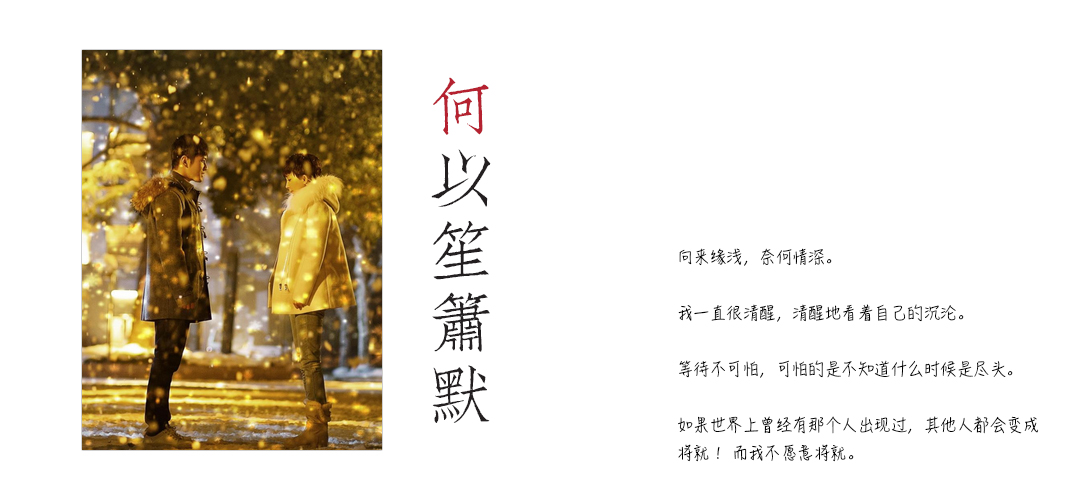 何以笙簫默
向来缘浅，奈何情深。
我一直很清醒，清醒地看着自己的沉沦。
等待不可怕，可怕的是不知道什么时候是尽头。
如果世界上曾经有那个人出现过，其他人都会变成
将就！ 而我不愿意将就。